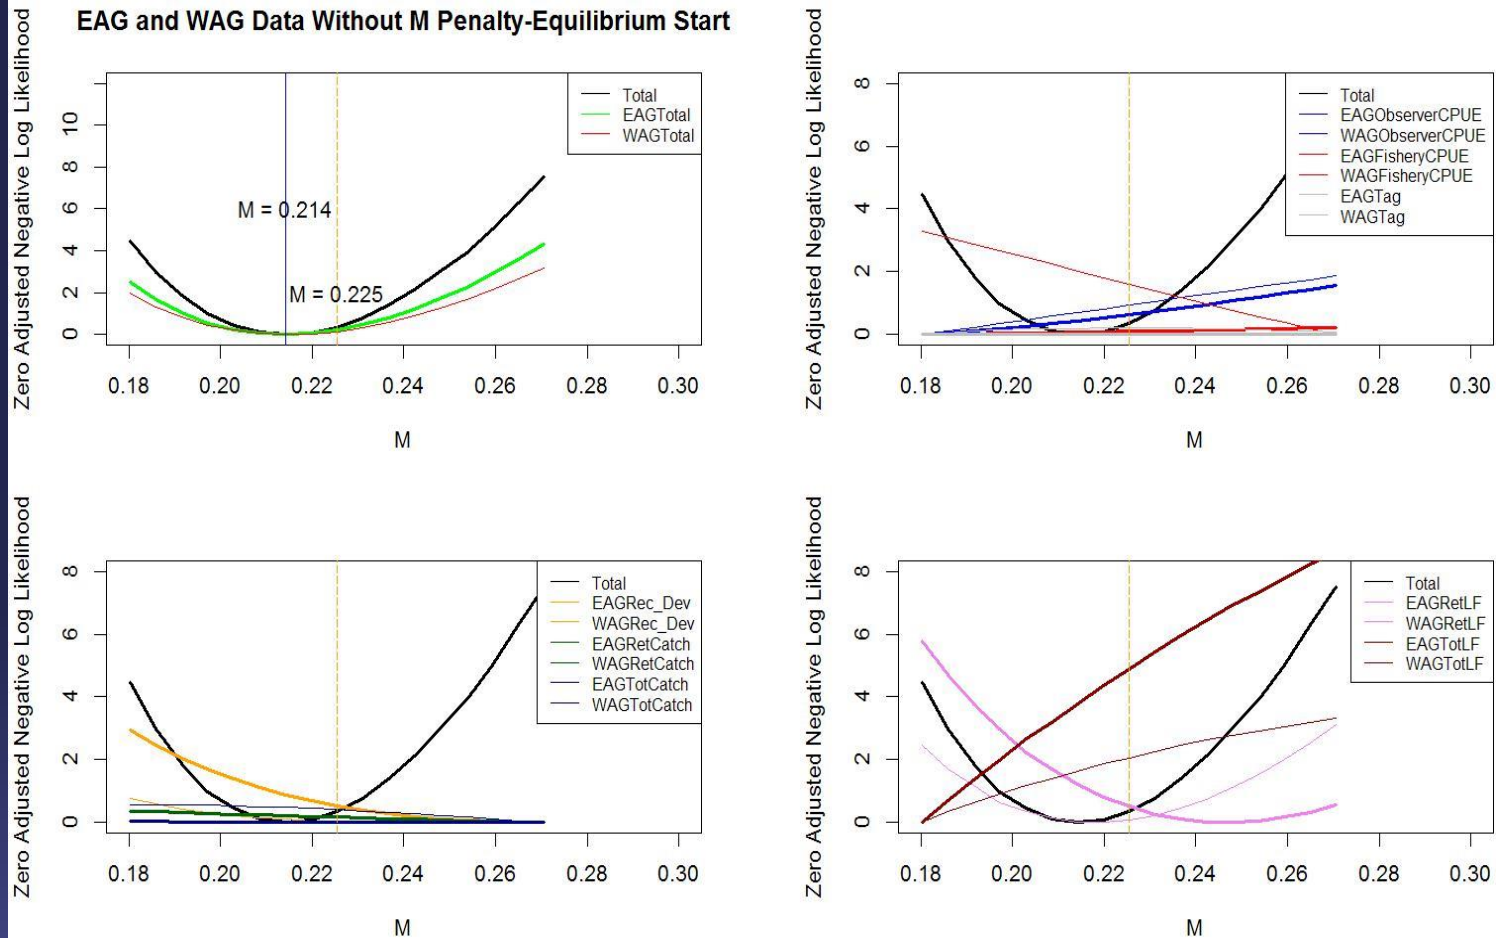 EAG and WAG Data Without M Penalty-Equilibrium Start
Zero Adjusted Negative Log Likelihood
0 2 4 6 8 10
Total
EAGTotal
WAGTotal
M = 0.214
M = 0.225
0.18 0.20 0.22 0.24 0.26 0.28 0.30
M
Zero Adjusted Negative Log Likelihood
0 2 4 6 8
Total
EAGObserverCPUE
WAGObserverCPUE
EAGFisheryCPUE
WAGFisheryCPUE
EAGTag
WAGTag
0.18 0.20 0.22 0.24 0.26 0.28 0.30
M
Zero Adjusted Negative Log Likelihood
0 2 4 6 8
Total
EAGRec_Dev
WAGRec_Dev
EAGRetCatch
WAGRetCatch
EAGTotCatch
WAGTotCatch
0.18 0.20 0.22 0.24 0.26 0.28 0.30
M
Zero Adjusted Negative Log Likelihood
0 2 4 6 8
Total
EAGRetLF
WAGRetLF
EAGTotLF
WAGTotLF
0.18 0.20 0.22 0.24 0.26 0.28 0.30
M